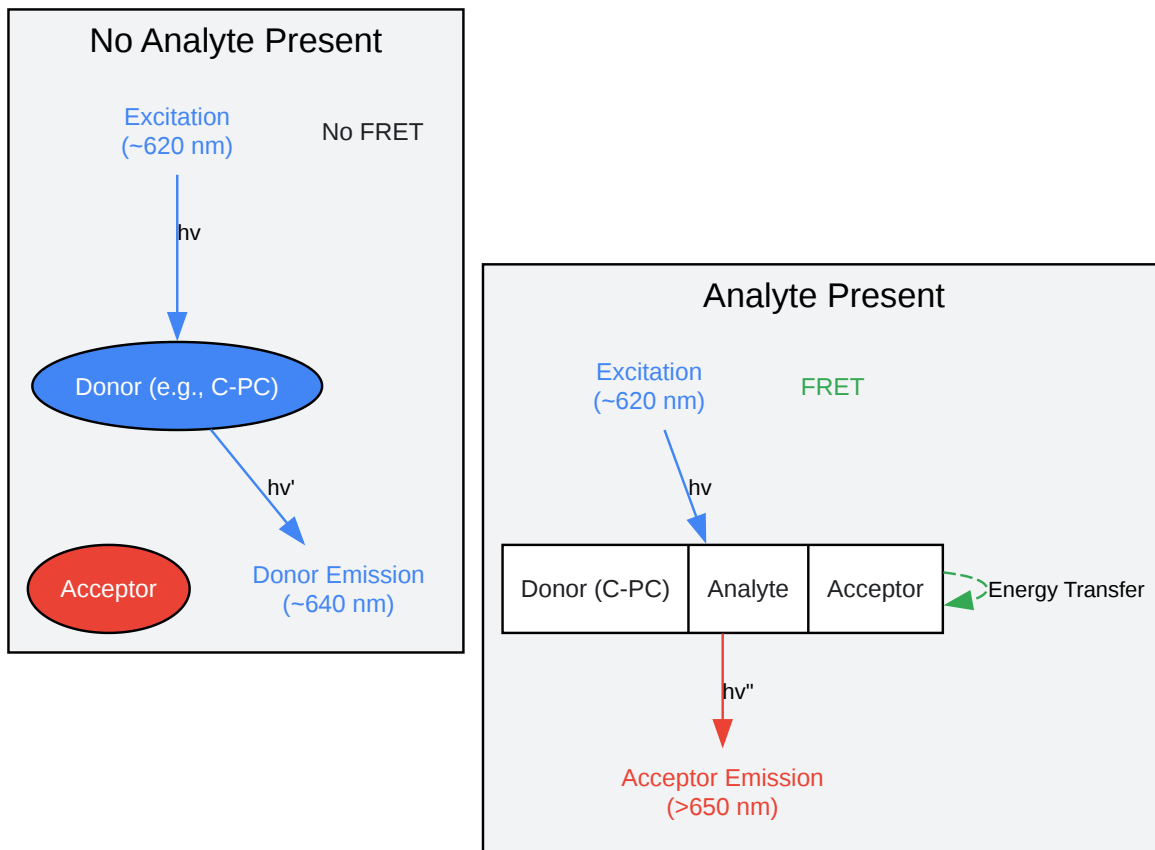 No Analyte Present
Excitation
(~620 nm)
No FRET
hv
Donor (e.g., C-PC)
hv'
Acceptor
Donor Emission
(~640 nm)
Analyte Present
Excitation
(~620 nm)
FRET
hv
Donor (C-PC)
Analyte
Acceptor
Energy Transfer
hv"
Acceptor Emission
(>650 nm)